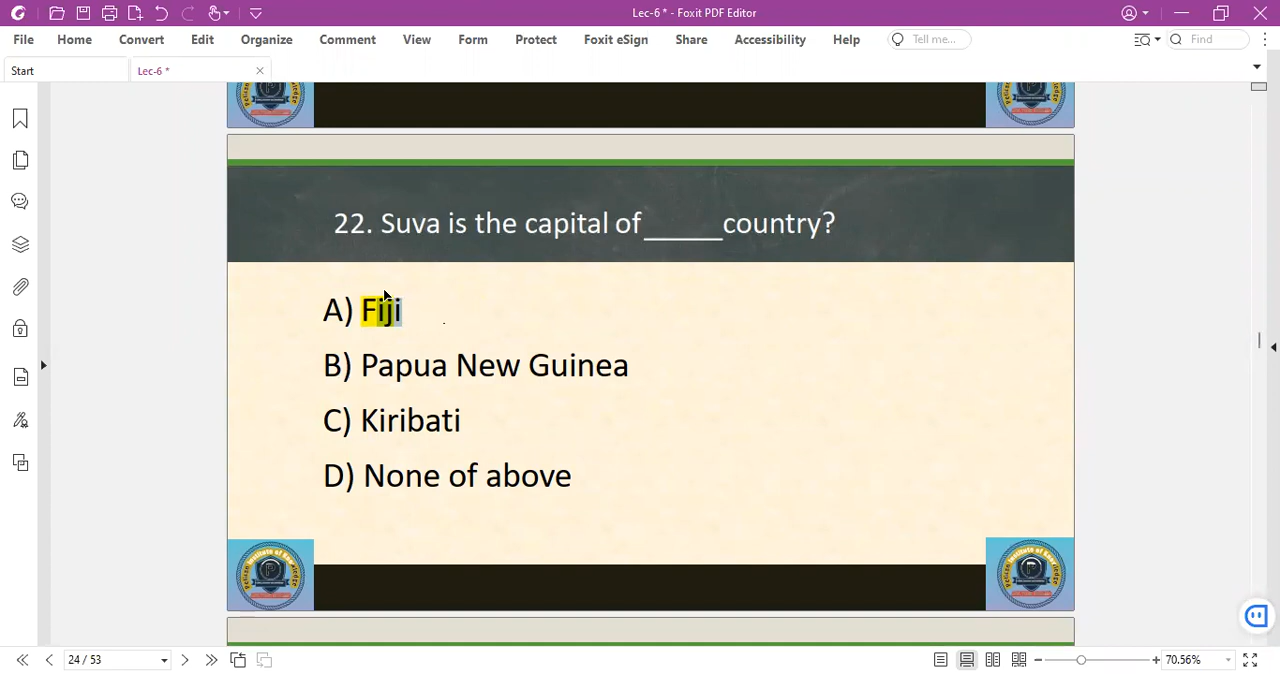 Lec-6 * - Foxit PDF Editor
File Home Convert Edit Organize Comment View Form Protect Foxit eSign Share Accessibility Help Tell me... Find
Start Lec-6 *
22. Suva is the capital of _____country?
A) Fiji
B) Papua New Guinea
C) Kiribati
D) None of above
24 / 53
70.56%